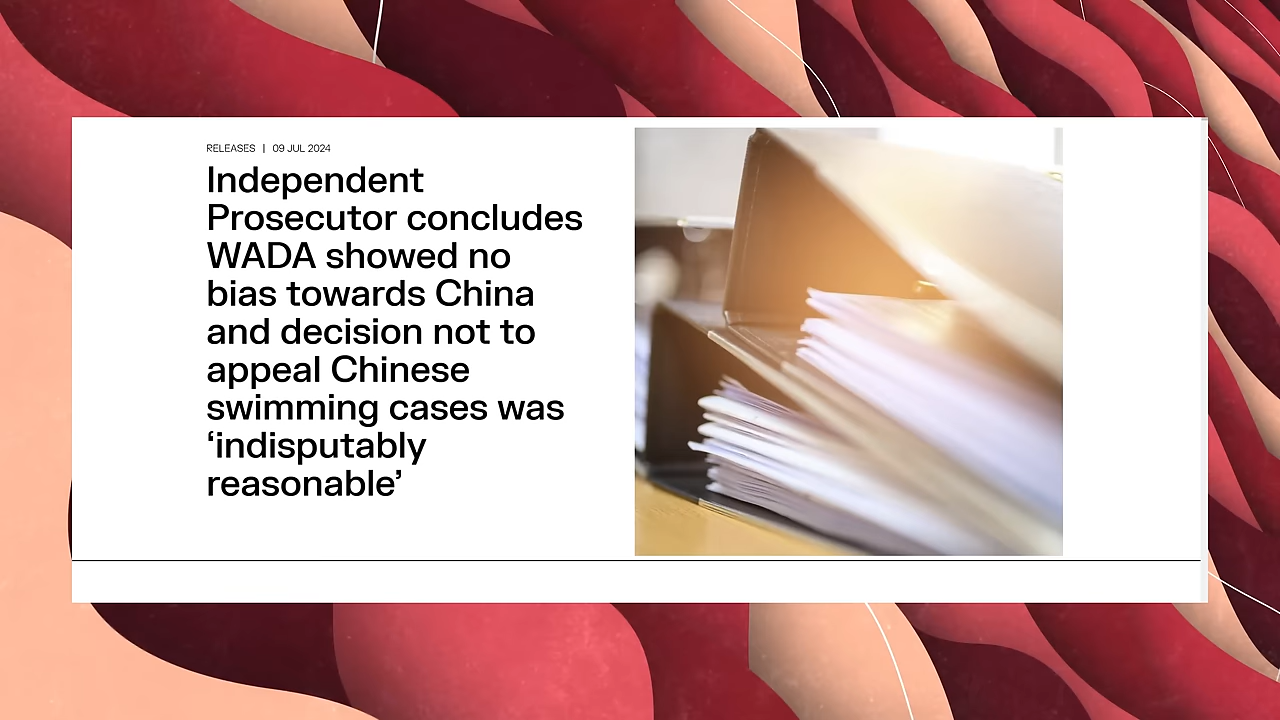 RELEASES | 09 JUL 2024
Independent
Prosecutor concludes
WADA showed no
bias towards China
and decision not to
appeal Chinese
swimming cases was
‘indisputably
reasonable’